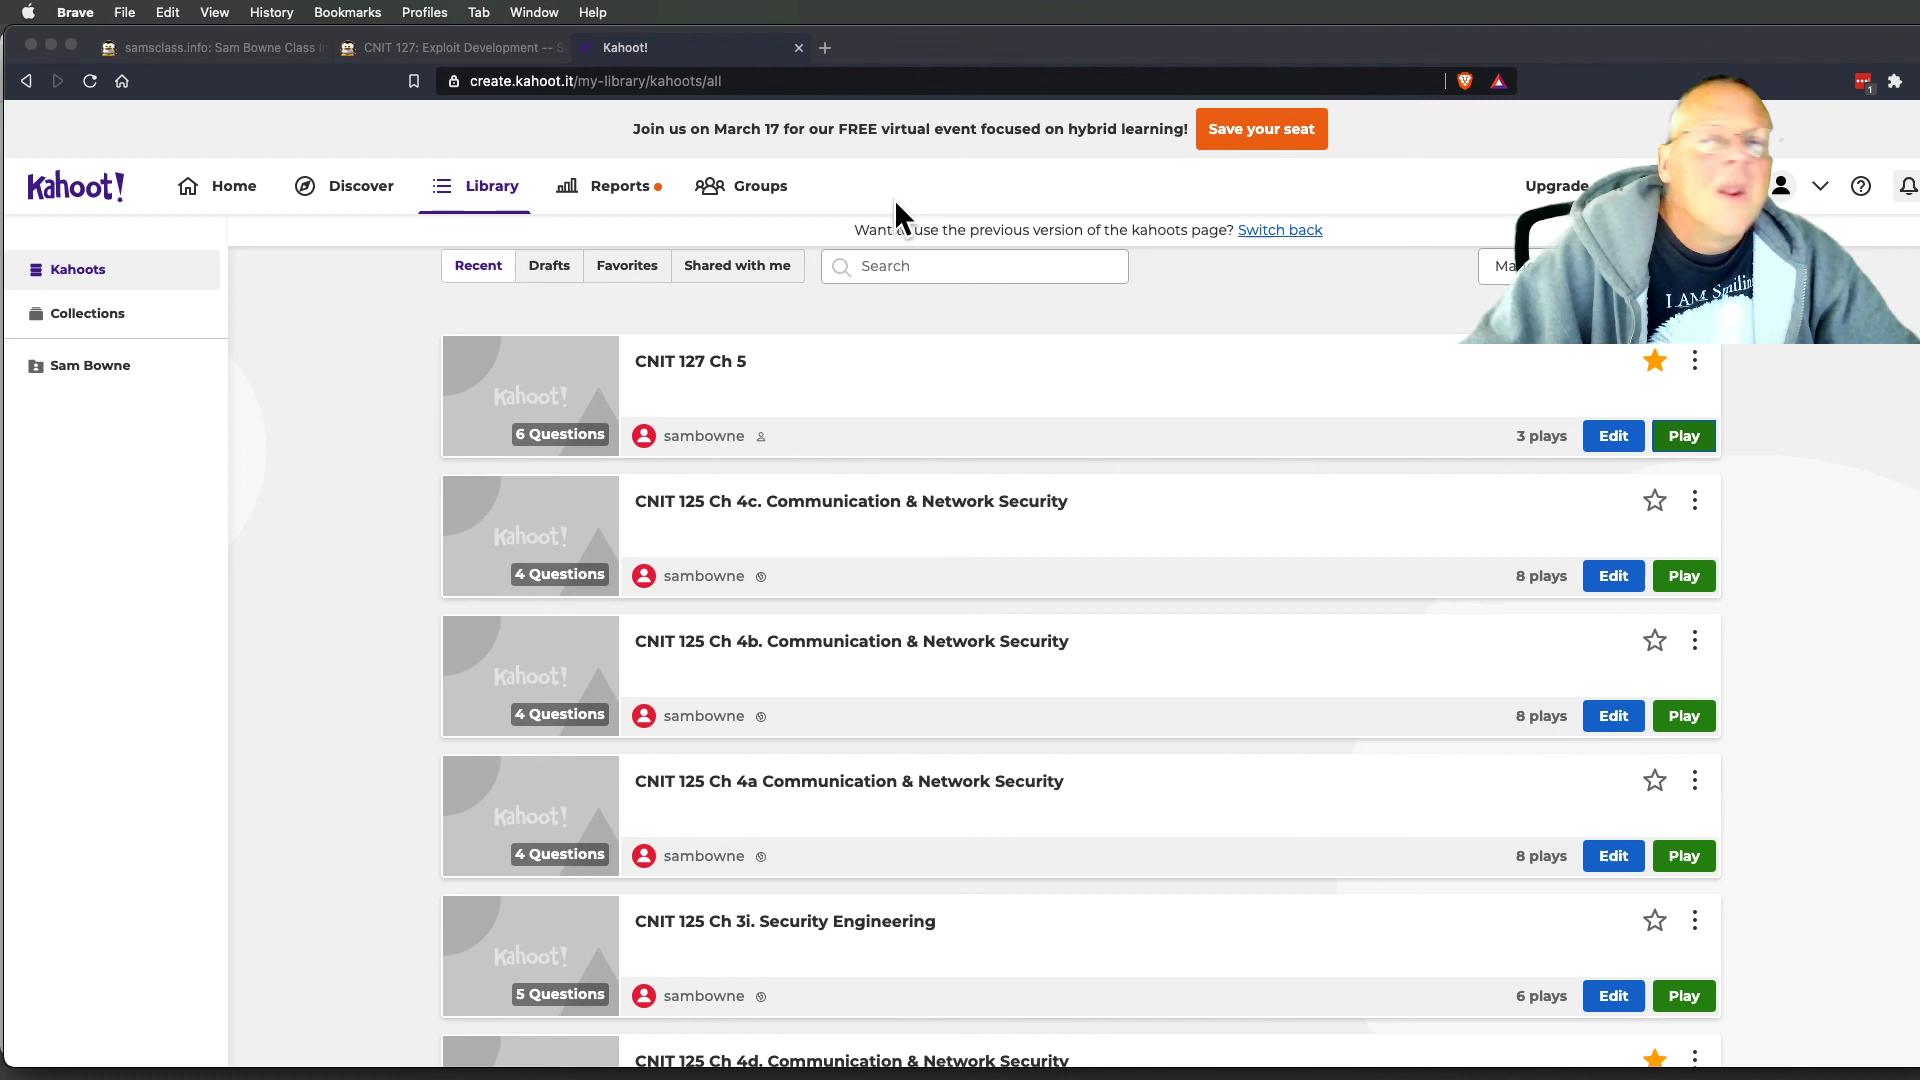 Brave File Edit View History Bookmarks Profiles Tab Window Help
samsclass.info: Sam Bowne Class In CNIT 127: Exploit Development -- S Kahoot!
create.kahoot.it/my-library/kahoots/all
1
Join us on March 17 for our FREE virtual event focused on hybrid learning! Save your seat
Kahoot! Home Discover Library Reports Groups Upgrade
Want to use the previous version of the kahoots page? Switch back
Kahoots
Collections
Sam Bowne
Recent Drafts Favorites Shared with me Search
I AM Smilin
CNIT 127 Ch 5
Kahoot!
6 Questions sambowne 3 plays Edit Play
CNIT 125 Ch 4c. Communication & Network Security
Kahoot!
4 Questions sambowne 8 plays Edit Play
CNIT 125 Ch 4b. Communication & Network Security
Kahoot!
4 Questions sambowne 8 plays Edit Play
CNIT 125 Ch 4a Communication & Network Security
Kahoot!
4 Questions sambowne 8 plays Edit Play
CNIT 125 Ch 3i. Security Engineering
Kahoot!
5 Questions sambowne 6 plays Edit Play
CNIT 125 Ch 4d. Communication & Network Security